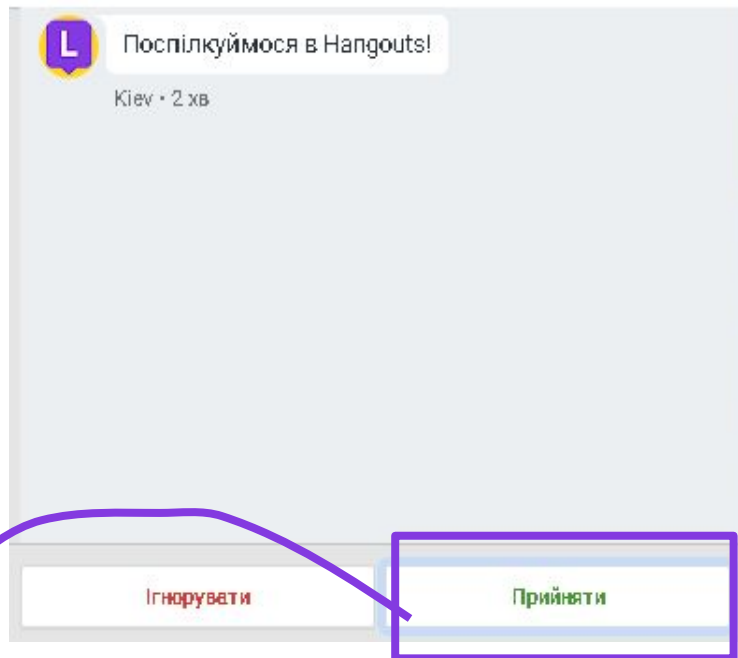 L
Поспілкуймося в Hangouts!
Kiev • 2 хв
Ігнорувати
Прийняти